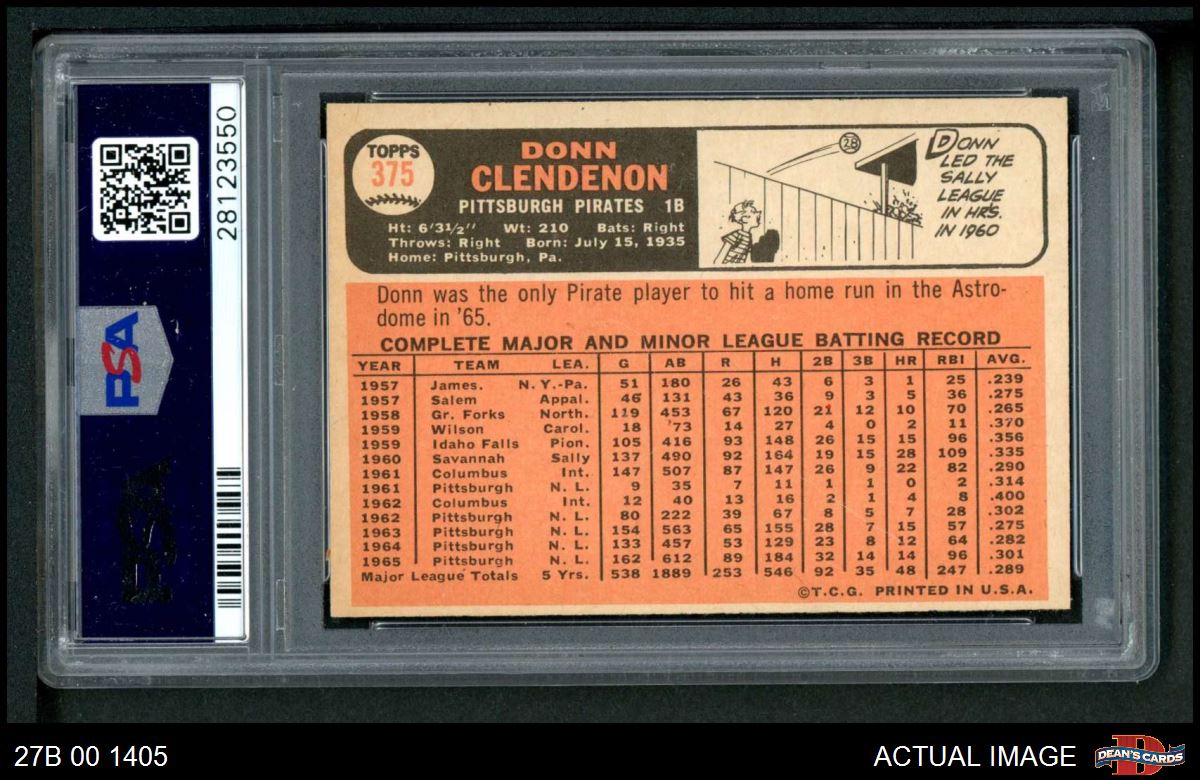 28123550
PSA
PSA
TOPPS
375
DONN
CLENDENON
PITTSBURGH PIRATES 1B
Ht: 6'3½" Wt: 210 Bats: Right
Throws: Right Born: July 15, 1935
Home: Pittsburgh, Pa.
28
DONN
LED THE
SALLY
LEAGUE
IN HRS.
IN 1960
Donn was the only Pirate player to hit a home run in the Astro-
dome in '65.
COMPLETE MAJOR AND MINOR LEAGUE BATTING RECORD
YEAR TEAM LEA. G AB R H 2B 3B HR RBI AVG.
1957 James. N. Y.-Pa. 51 180 26 43 6 3 1 25 .239
1957 Salem Appal. 46 131 43 36 9 3 5 36 .275
1958 Gr. Forks North. 119 453 67 120 21 12 10 70 .265
1959 Wilson Carol. 18 73 14 27 4 0 2 11 .370
1959 Idaho Falls Pion. 105 416 93 148 26 15 15 96 .356
1960 Savannah Sally 137 490 92 164 19 15 28 109 .335
1961 Columbus Int. 147 507 87 147 26 9 22 82 .290
1961 Pittsburgh N. L. 9 35 7 11 1 1 0 2 .314
1962 Columbus Int. 12 40 13 16 2 1 4 8 .400
1962 Pittsburgh N. L. 80 222 39 67 8 5 7 28 .302
1963 Pittsburgh N. L. 154 563 65 155 28 7 15 57 .275
1964 Pittsburgh N. L. 133 457 53 129 23 8 12 64 .282
1965 Pittsburgh N. L. 162 612 89 184 32 14 14 96 .301
Major League Totals 5 Yrs. 538 1889 253 546 92 35 48 247 .289
©T.C.G. PRINTED IN U.S.A.
27B 00 1405
ACTUAL IMAGE
DEAN'S CARDS